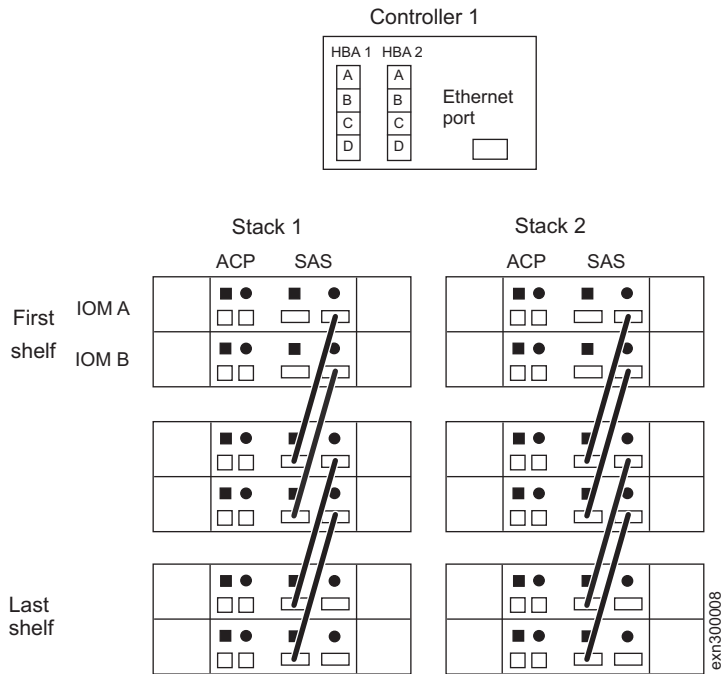 Controller 1
HBA 1 HBA 2
A A
B B
C C
D D
Ethernet
port
Stack 1 Stack 2
ACP SAS ACP SAS
First
shelf
IOM A
IOM B
Last
shelf
exn300008